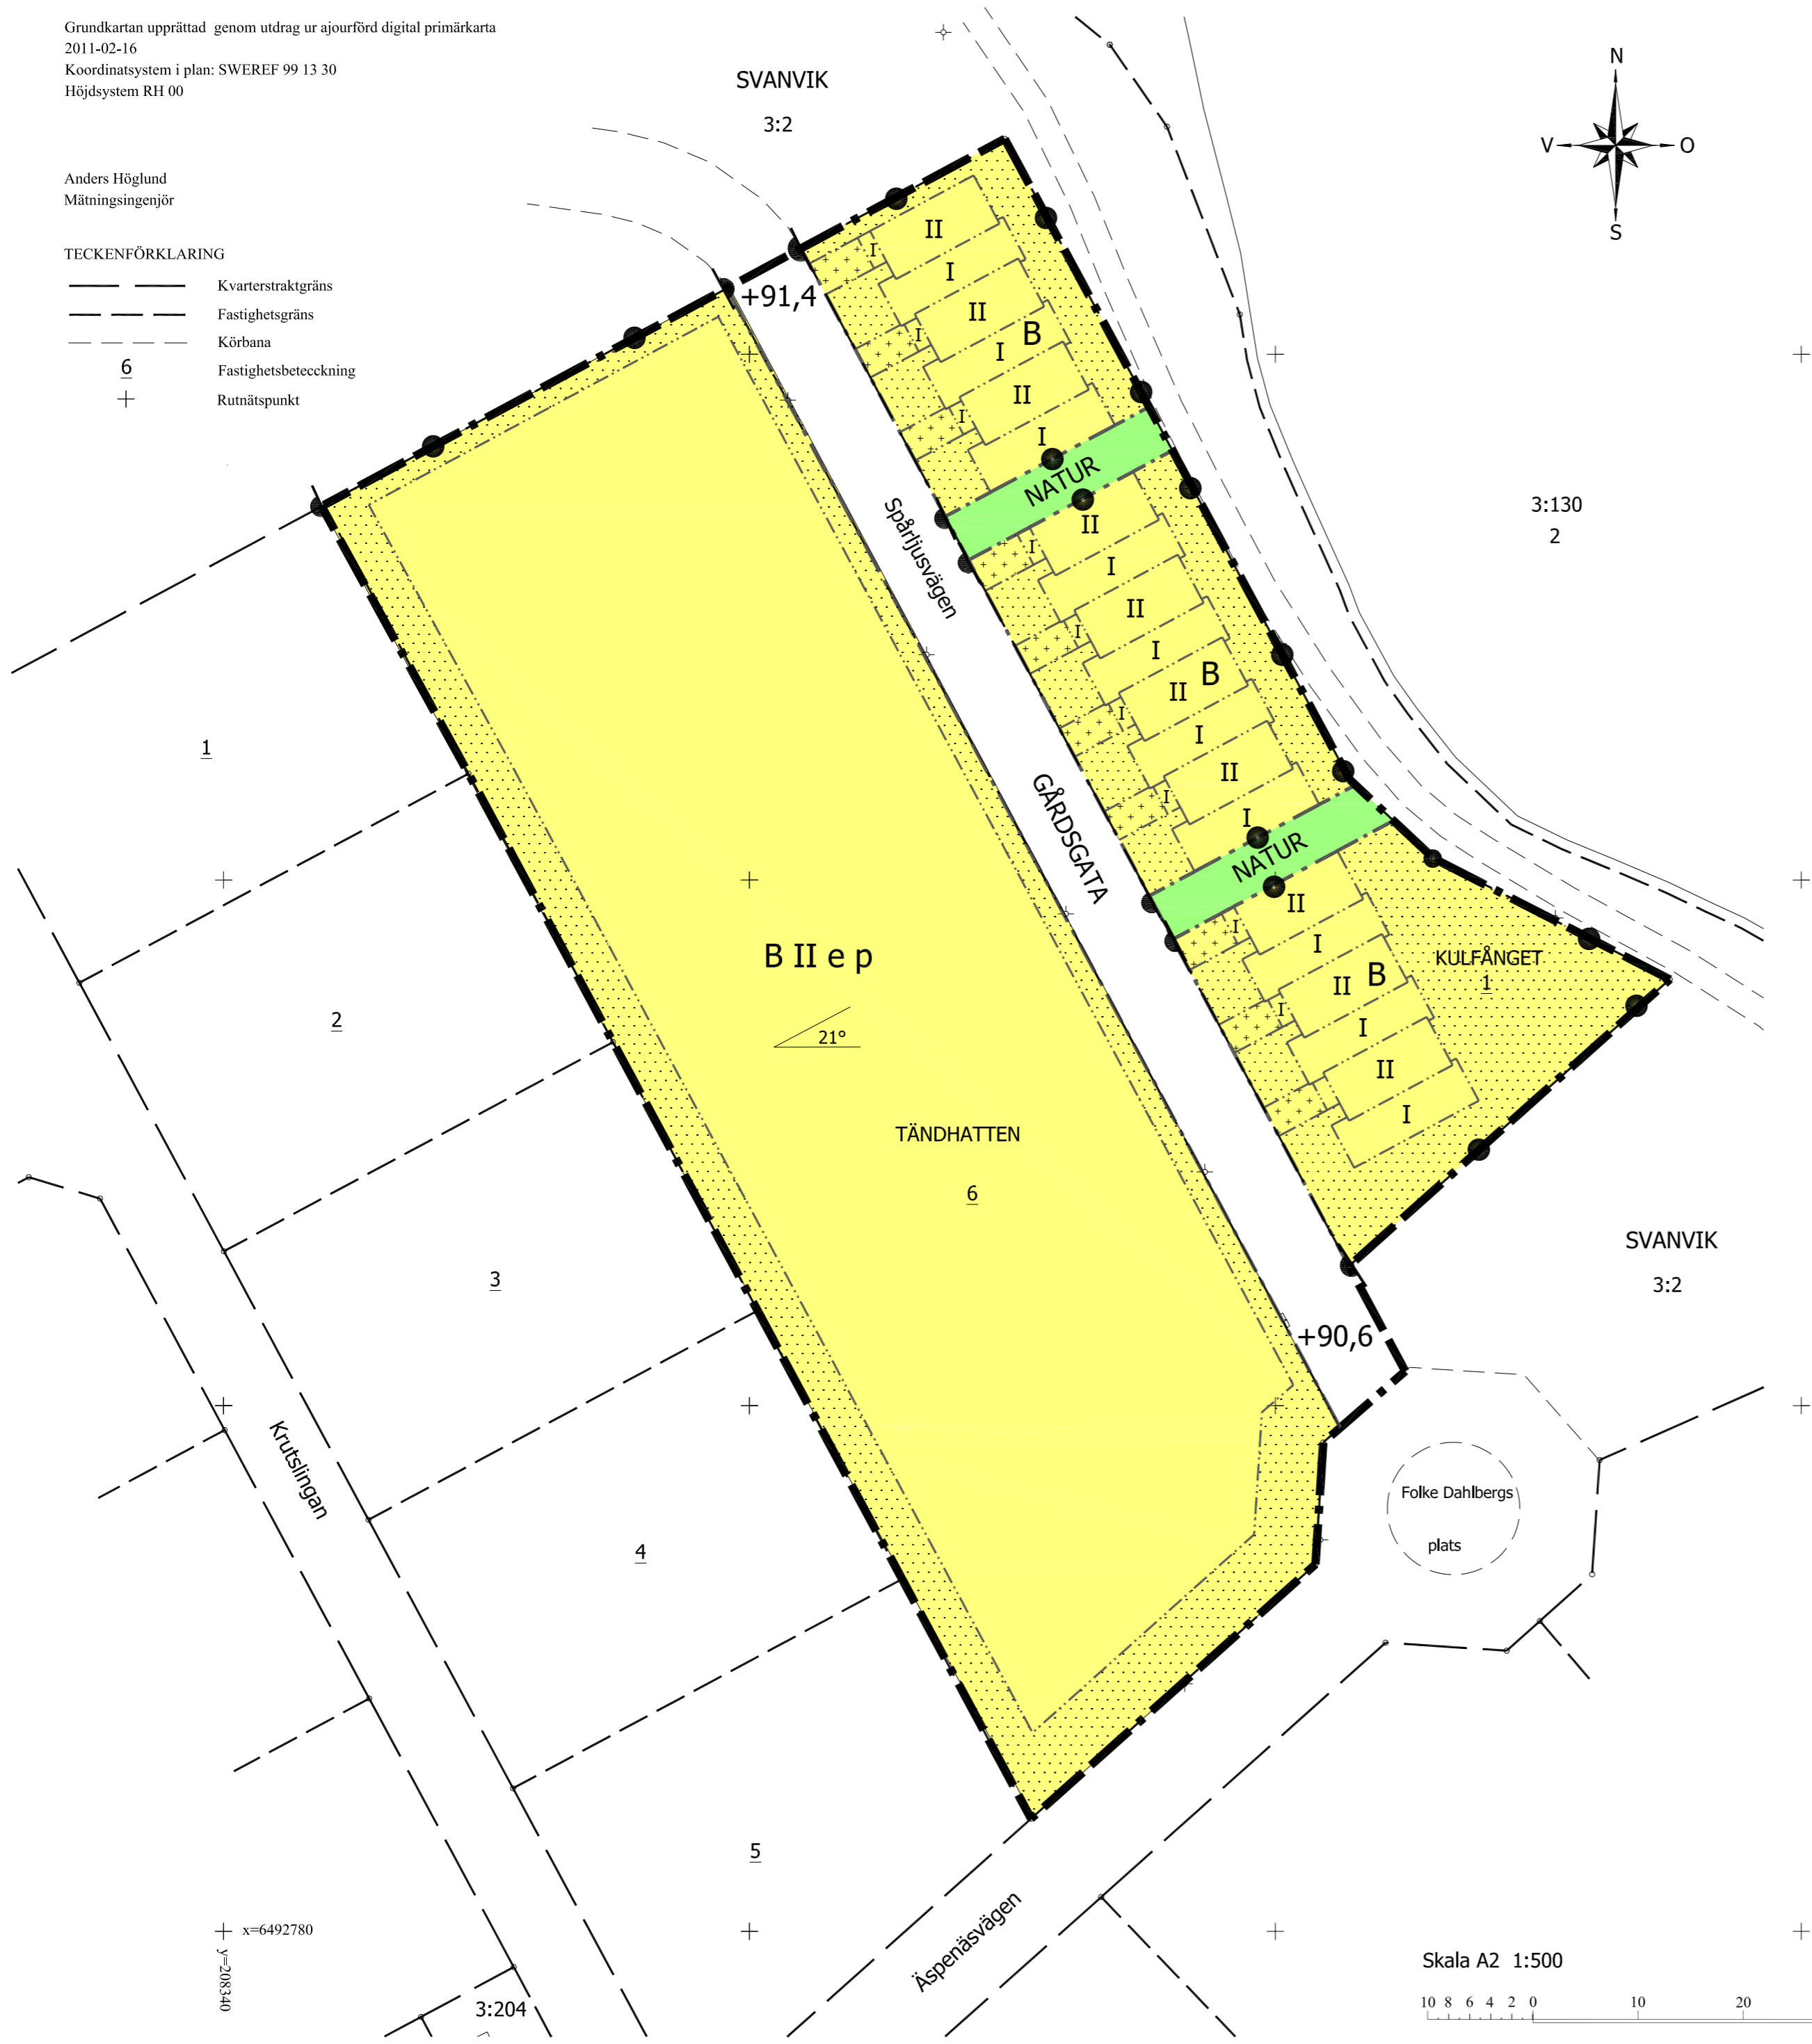 Grundkartan upprättad genom utdrag ur ajourförd digital primärkarta
2011-02-16
Koordinatsystem i plan: SWEREF 99 13 30
Höjdsystem RH 00
Anders Höglund
Mätningsingenjör
TECKENFÖRKLARING
Kvarterstraktgräns
Fastighetsgräns
Körbana
6 Fastighetsbetecckning
Rutnätspunkt
SVANVIK
3:2
N
V O
S
+91,4
II
I
I
II
B
I
I
II
I
I
NATUR
Spårljusvägen
3:130
2
II
I
I
II
I
I
B
II
I
I
II
I
I
NATUR
GÅRDSGATA
1
II
I
I
B II e p
21°
KULFÅNGET
1
B
II
I
I
II
I
2
TÄNDHATTEN
6
3
SVANVIK
3:2
+90,6
Krutslingan
Folke Dahlbergs
plats
4
5
Äspenäsvägen
x=6492780
y=208340
3:204
Skala A2 1:500
10 8 6 4 2 0 10 20